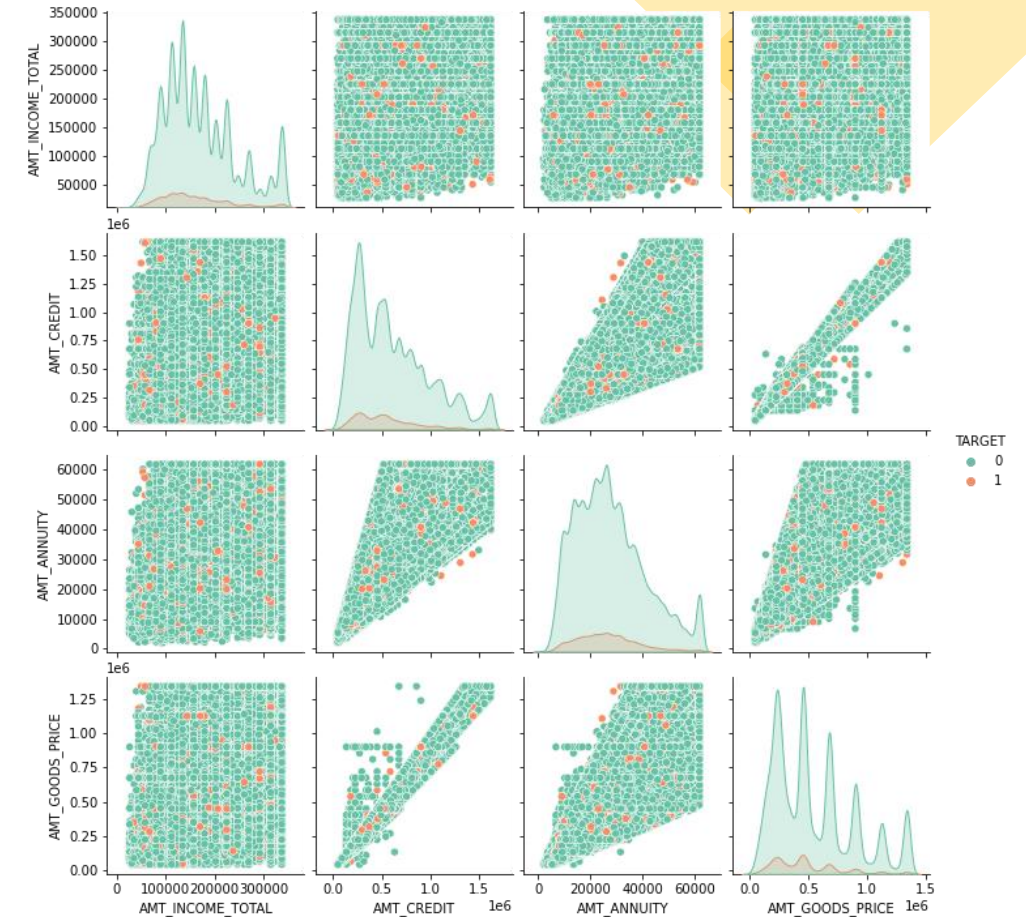 350000
300000
250000
200000
150000
100000
50000
AMT_INCOME_TOTAL
1e6
1.50
1.25
1.00
0.75
0.50
0.25
0.00
AMT_CREDIT
TARGET
0
1
60000
50000
40000
30000
20000
10000
0
AMT_ANNUITY
1e6
1.25
1.00
0.75
0.50
0.25
0.00
AMT_GOODS_PRICE
0 100000 200000 300000
AMT_INCOME_TOTAL
0.0 0.5 1.0 1.5
1e6
AMT_CREDIT
0 20000 40000 60000
AMT_ANNUITY
0.0 0.5 1.0 1.5
1e6
AMT_GOODS_PRICE